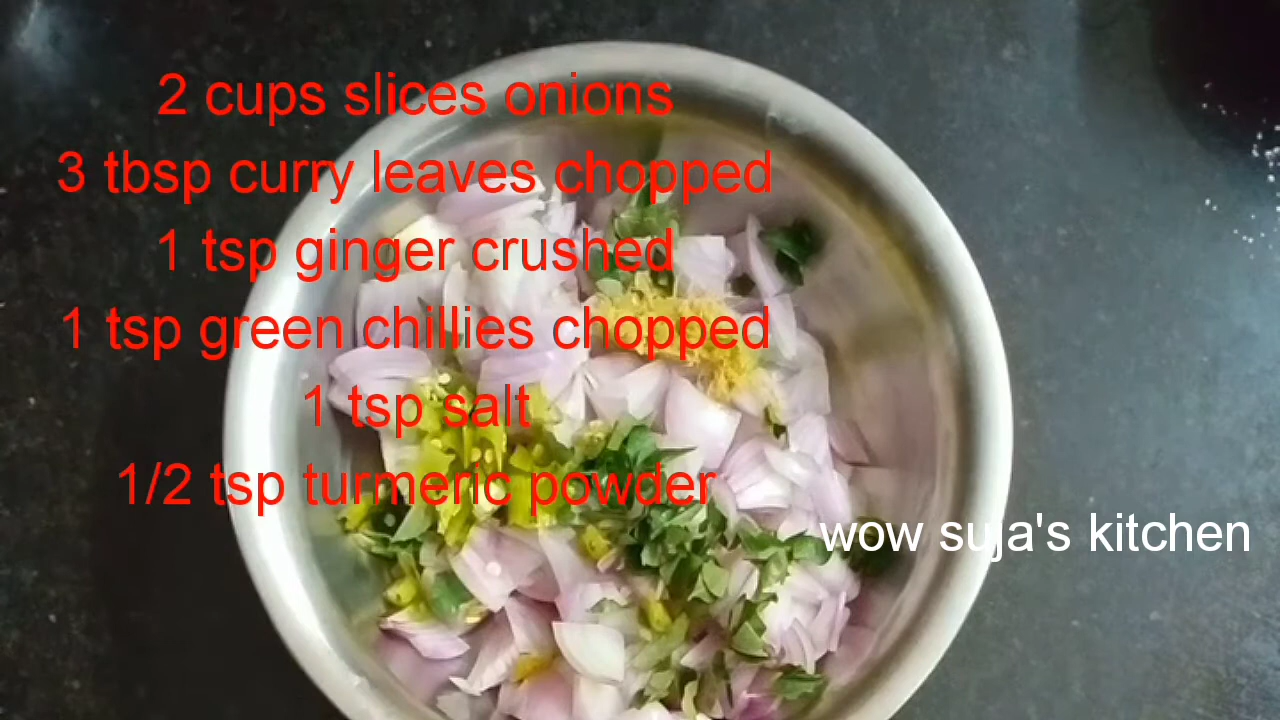 2 cups slices onions
3 tbsp curry leaves chopped
1 tsp ginger crushed
1 tsp green chillies chopped
1 tsp salt
1/2 tsp turmeric powder
wow suja's kitchen